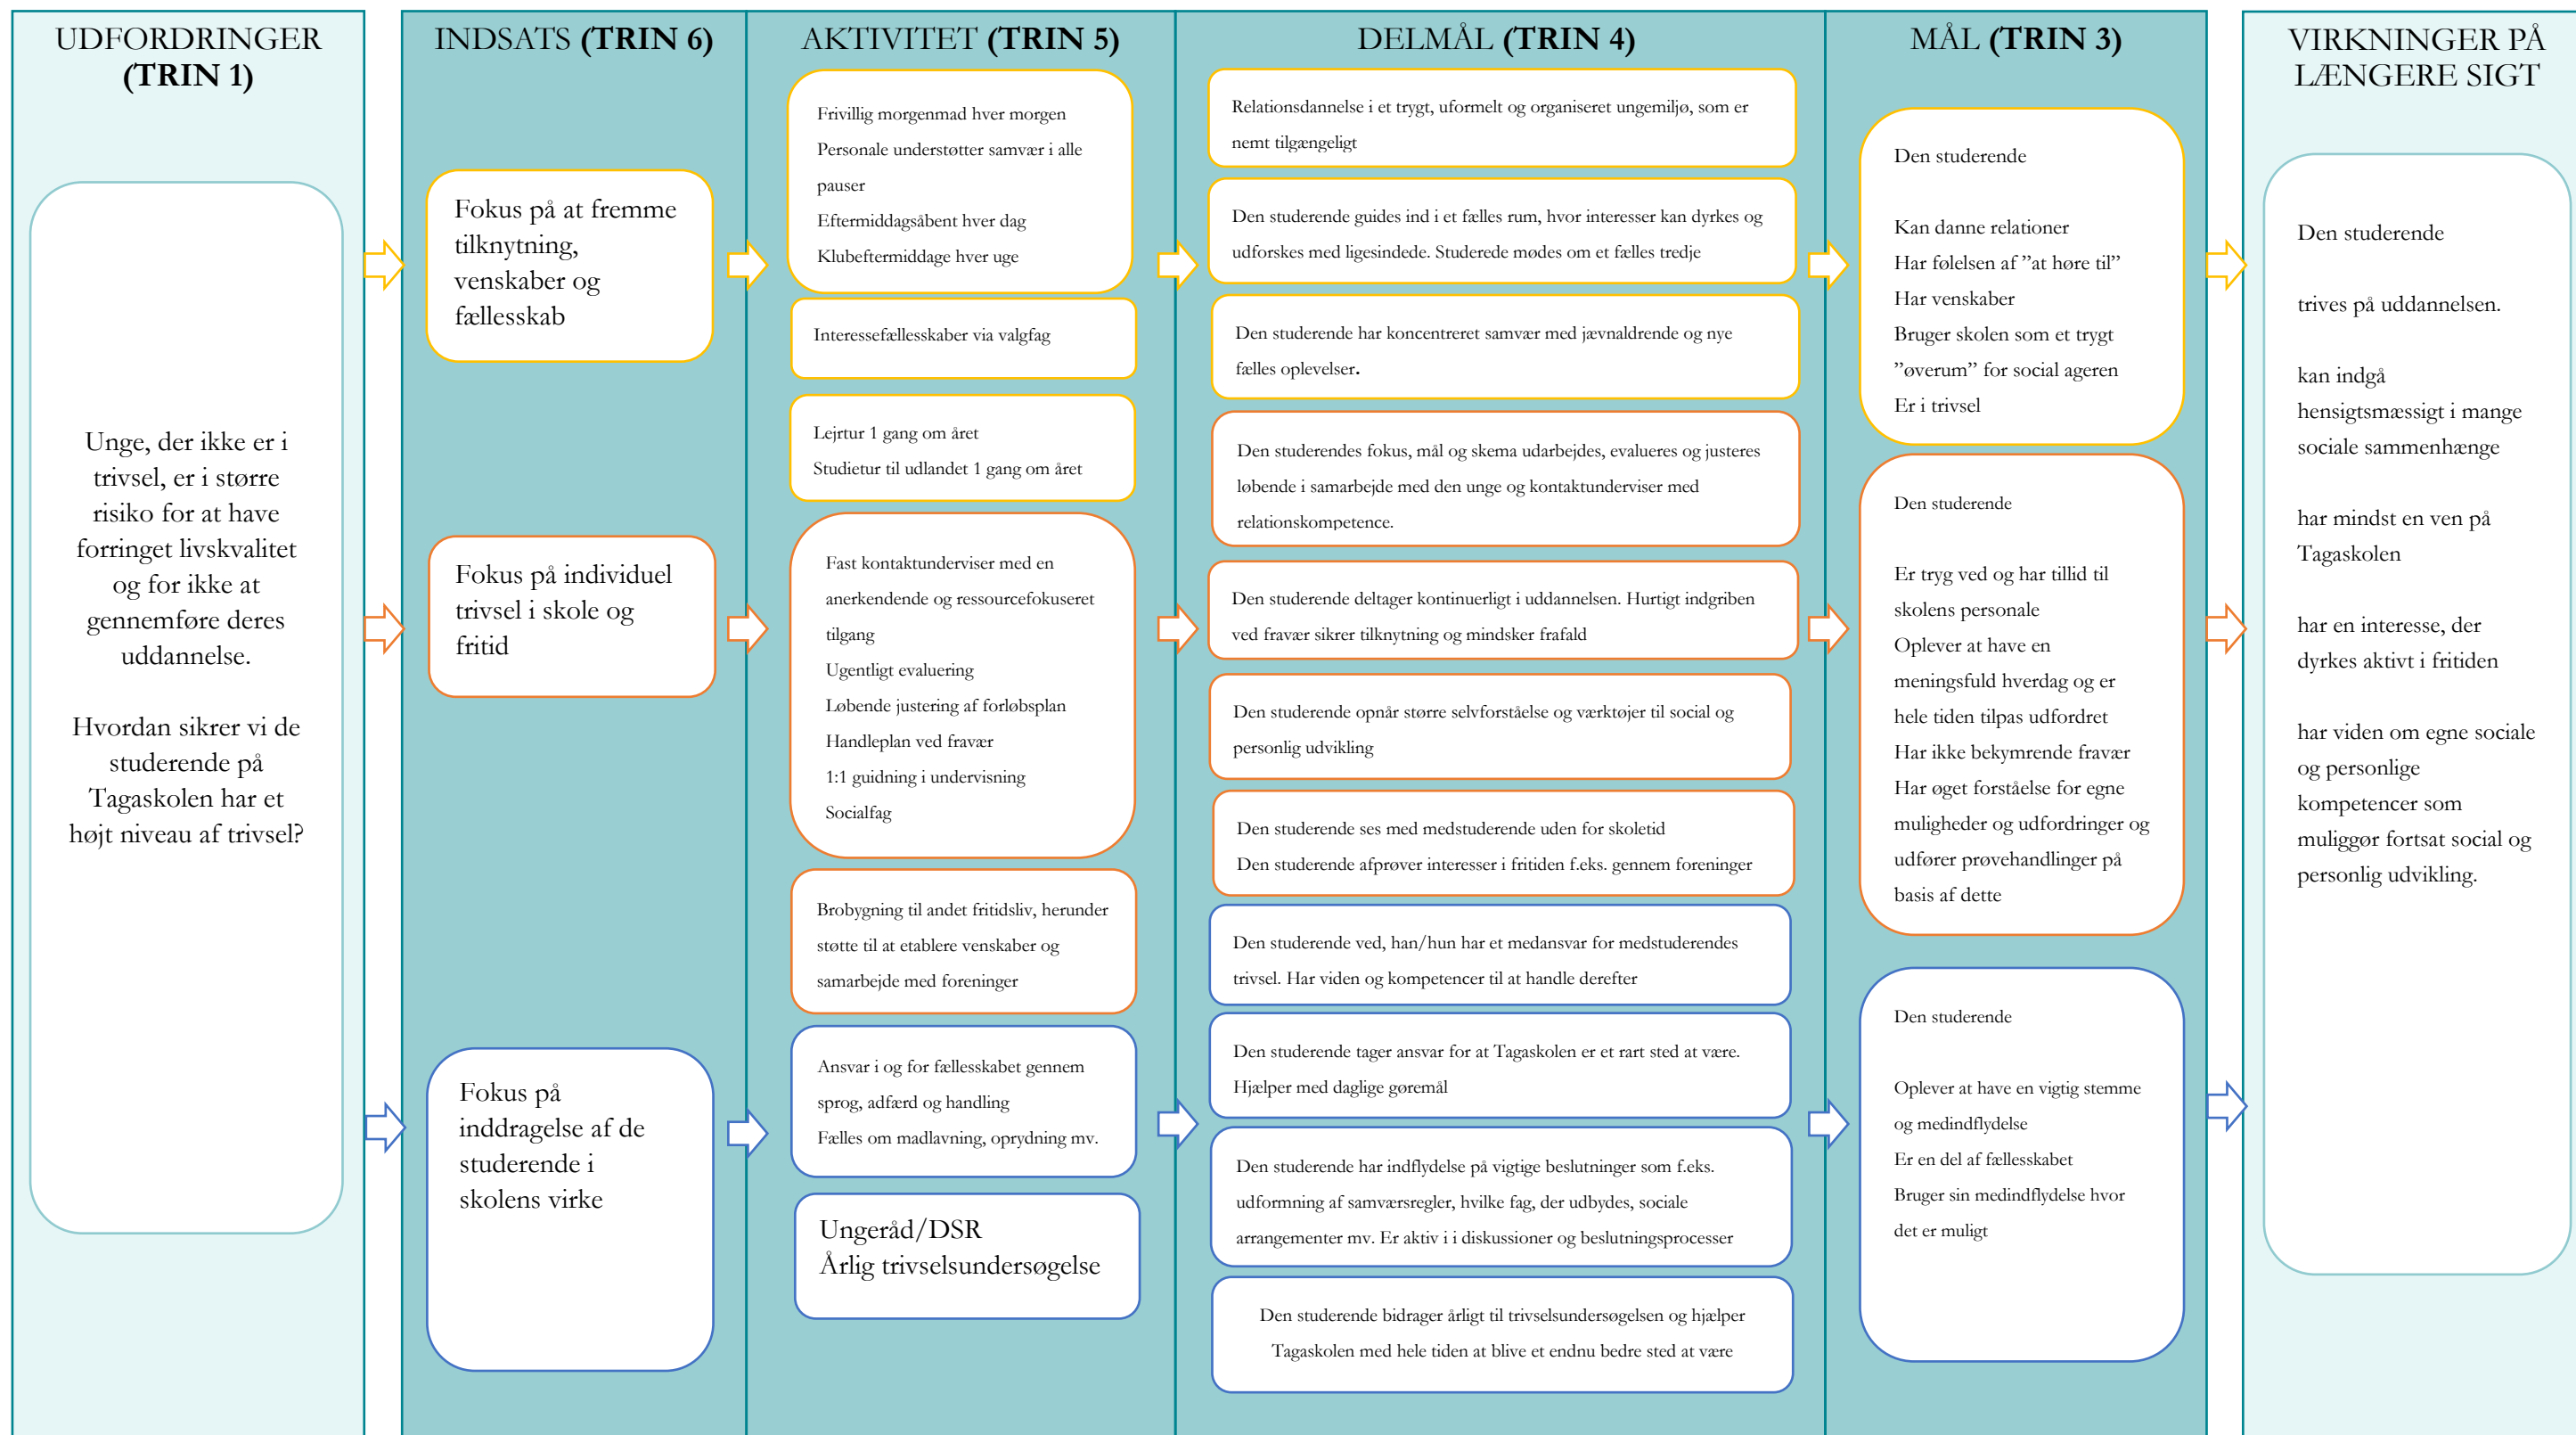 UDFORDRINGER
(TRIN 1)
Unge, der ikke er i
trivsel, er i større
risiko for at have
forringet livskvalitet
og for ikke at
gennemføre deres
uddannelse.
Hvordan sikrer vi de
studerende på
Tagaskolen har et
højt niveau af trivsel?
INDSATS (TRIN 6)
Fokus på at fremme
tilknytning,
venskaber og
fællesskab
Fokus på individuel
trivsel i skole og
fritid
Fokus på
inddragelse af de
studerende i
skolens virke
AKTIVITET (TRIN 5)
Frivillig morgenmad hver morgen
Personale understøtter samvær i alle
pauser
Eftermiddagsåbent hver dag
Klubeftermiddage hver uge
Interessefællesskaber via valgfag
Lejrtur 1 gang om året
Studietur til udlandet 1 gang om året
Fast kontaktunderviser med en
anerkendende og ressourcefokuseret
tilgang
Ugentligt evaluering
Løbende justering af forløbsplan
Handleplan ved fravær
1:1 guidning i undervisning
Socialfag
Brobygning til andet fritidsliv, herunder
støtte til at etablere venskaber og
samarbejde med foreninger
Ansvar i og for fællesskabet gennem
sprog, adfærd og handling
Fælles om madlavning, oprydning mv.
Ungeråd/DSR
Årlig trivselsundersøgelse
DELMÅL (TRIN 4)
Relationsdannelse i et trygt, uformelt og organiseret ungemiljø, som er
nemt tilgængeligt
Den studerende guides ind i et fælles rum, hvor interesser kan dyrkes og
udforskes med ligesindede. Studerede mødes om et fælles tredje
Den studerende har koncentreret samvær med jævnaldrende og nye
fælles oplevelser.
Den studerendes fokus, mål og skema udarbejdes, evalueres og justeres
løbende i samarbejde med den unge og kontaktunderviser med
relationskompetence.
Den studerende deltager kontinuerligt i uddannelsen. Hurtigt indgriben
ved fravær sikrer tilknytning og mindsker frafald
Den studerende opnår større selvforståelse og værktøjer til social og
personlig udvikling
Den studerende ses med medstuderende uden for skoletid
Den studerende afprøver interesser i fritiden f.eks. gennem foreninger
Den studerende ved, han/hun har et medansvar for medstuderendes
trivsel. Har viden og kompetencer til at handle derefter
Den studerende tager ansvar for at Tagaskolen er et rart sted at være.
Hjælper med daglige gøremål
Den studerende har indflydelse på vigtige beslutninger som f.eks.
udformning af samværsregler, hvilke fag, der udbydes, sociale
arrangementer mv. Er aktiv i i diskussioner og beslutningsprocesser
Den studerende bidrager årligt til trivselsundersøgelsen og hjælper
Tagaskolen med hele tiden at blive et endnu bedre sted at være
MÅL (TRIN 3)
Den studerende
Kan danne relationer
Har følelsen af ”at høre til”
Har venskaber
Bruger skolen som et trygt
”øverum” for social ageren
Er i trivsel
Den studerende
Er tryg ved og har tillid til
skolens personale
Oplever at have en
meningsfuld hverdag og er
hele tiden tilpas udfordret
Har ikke bekymrende fravær
Har øget forståelse for egne
muligheder og udfordringer og
udfører prøvehandlinger på
basis af dette
Den studerende
Oplever at have en vigtig stemme
og medindflydelse
Er en del af fællesskabet
Bruger sin medindflydelse hvor
det er muligt
VIRKNINGER PÅ
LÆNGERE SIGT
Den studerende
trives på uddannelsen.
kan indgå
hensigtsmæssigt i mange
sociale sammenhænge
har mindst en ven på
Tagaskolen
har en interesse, der
dyrkes aktivt i fritiden
har viden om egne sociale
og personlige
kompetencer som
muliggør fortsat social og
personlig udvikling.